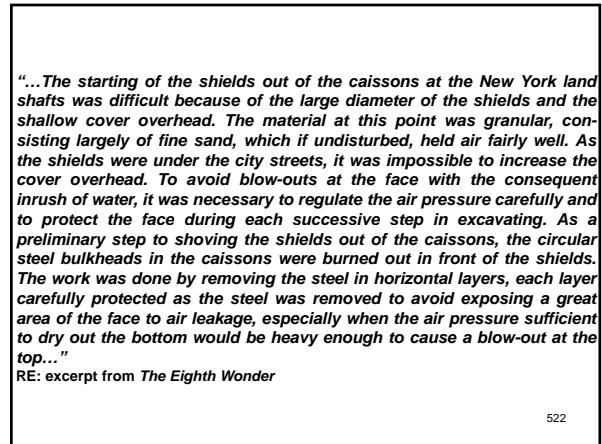 “…The starting of the shields out of the caissons at the New York land
shafts was difficult because of the large diameter of the shields and the
shallow cover overhead. The material at this point was granular, con-
sisting largely of fine sand, which if undisturbed, held air fairly well. As
the shields were under the city streets, it was impossible to increase the
cover overhead. To avoid blow-outs at the face with the consequent
inrush of water, it was necessary to regulate the air pressure carefully and
to protect the face during each successive step in excavating. As a
preliminary step to shoving the shields out of the caissons, the circular
steel bulkheads in the caissons were burned out in front of the shields.
The work was done by removing the steel in horizontal layers, each layer
carefully protected as the steel was removed to avoid exposing a great
area of the face to air leakage, especially when the air pressure sufficient
to dry out the bottom would be heavy enough to cause a blow-out at the
top…”
RE: excerpt from The Eighth Wonder
522